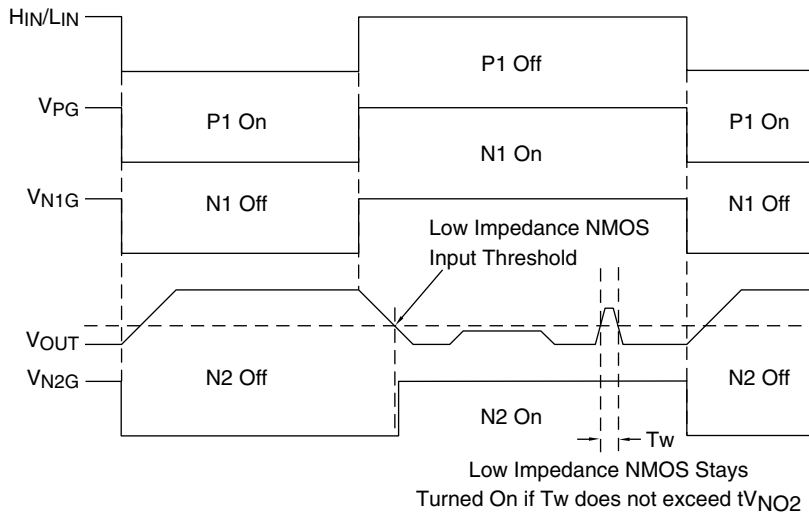 HIN/LIN
P1 Off
VPG
P1 On
P1 On
N1 On
VN1G
N1 Off
N1 Off
Low Impedance NMOS
Input Threshold
VOUT
VN2G
N2 Off
N2 Off
N2 On
Tw
Low Impedance NMOS Stays
Turned On if Tw does not exceed tVNO2